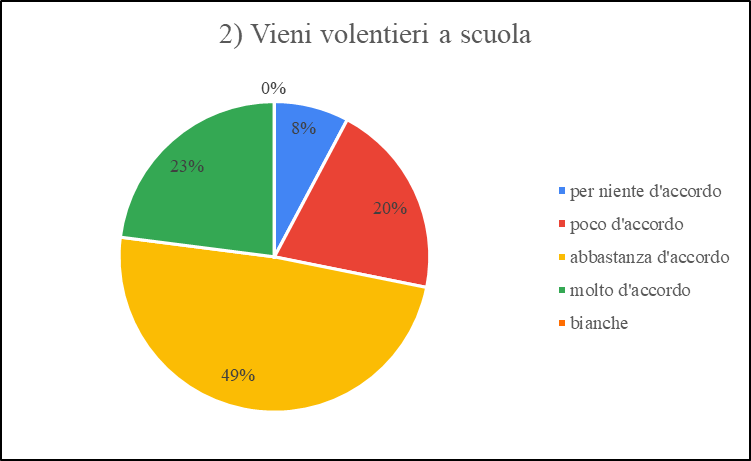 2) Vieni volentieri a scuola
0%
8%
23%
20%
49%
per niente d'accordo
poco d'accordo
abbastanza d'accordo
molto d'accordo
bianche